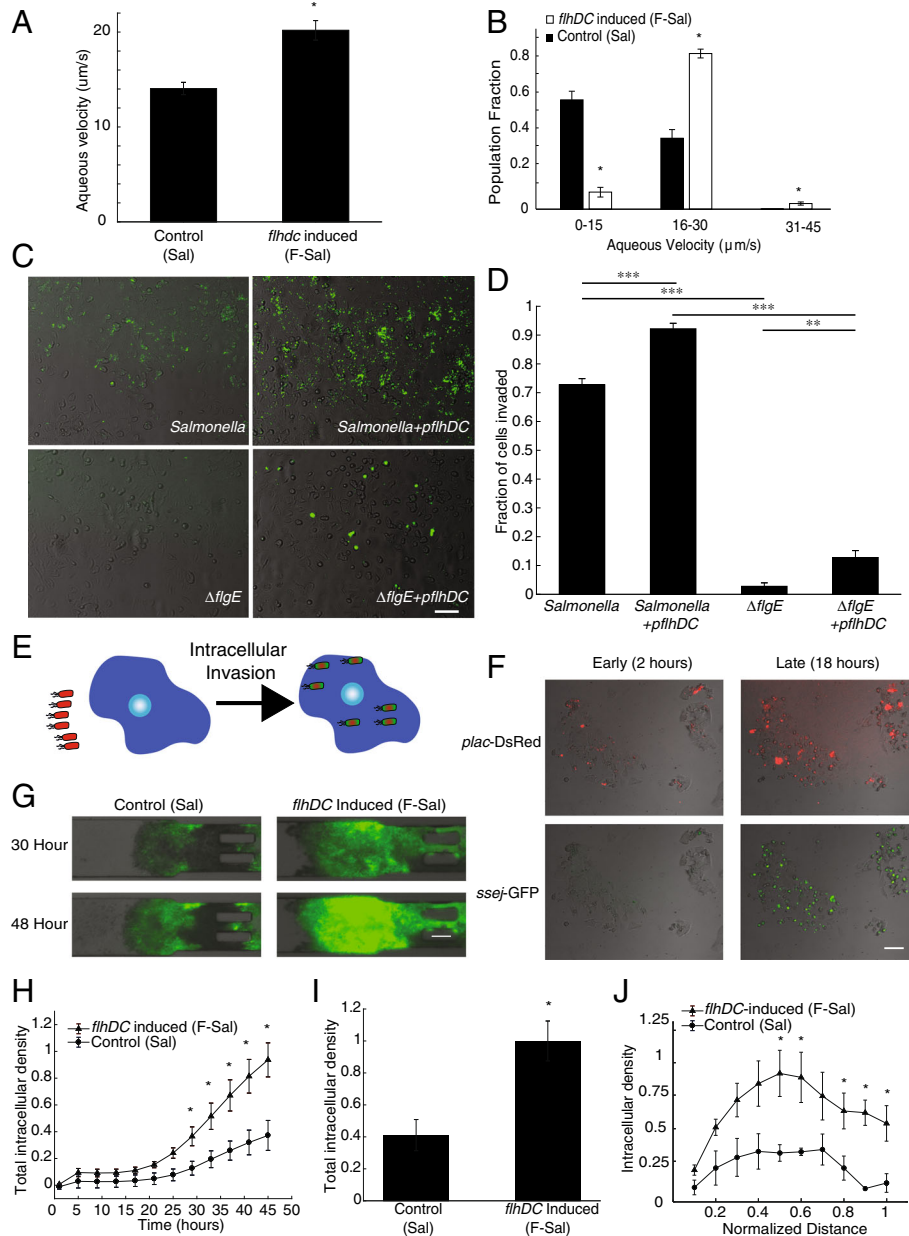 A
Aqueous velocity (um/s)
20
10
0
*
Control
(Sal)
flhdc induced
(F-Sal)
B
flhDC induced (F-Sal)
Control (Sal)
Population Fraction
0.8
0.4
0.2
0
*
*
*
0-15
16-30
31-45
Aqueous Velocity (μm/s)
C
Salmonella
Salmonella+pflhDC
ΔflgE
ΔflgE+pflhDC
D
Fraction of cells invaded
1
0.9
0.8
0.7
0.6
0.5
0.4
0.3
0.2
0.1
0
***
***
***
**
Salmonella
Salmonella
+pflhDC
ΔflgE
ΔflgE
+pflhDC
E
Intracellular
Invasion
F
Early (2 hours)
Late (18 hours)
plac-DsRed
ssej-GFP
G
Control (Sal)
flhDC Induced (F-Sal)
30 Hour
48 Hour
H
Total intracellular density
1.2
1
0.8
0.6
0.4
0.2
0
flhDC induced (F-Sal)
Control (Sal)
* * * * *
0 5 10 15 20 25 30 35 40 45 50
Time (hours)
I
Total intracellular density
1.2
1
0.8
0.6
0.4
0.2
0
*
Control
(Sal)
flhDC Induced
(F-Sal)
J
Intracellular density
1.25
1
0.75
0.5
0.25
0
flhDC-induced (F-Sal)
Control (Sal)
* * * * *
0.2 0.4 0.6 0.8 1
Normalized Distance